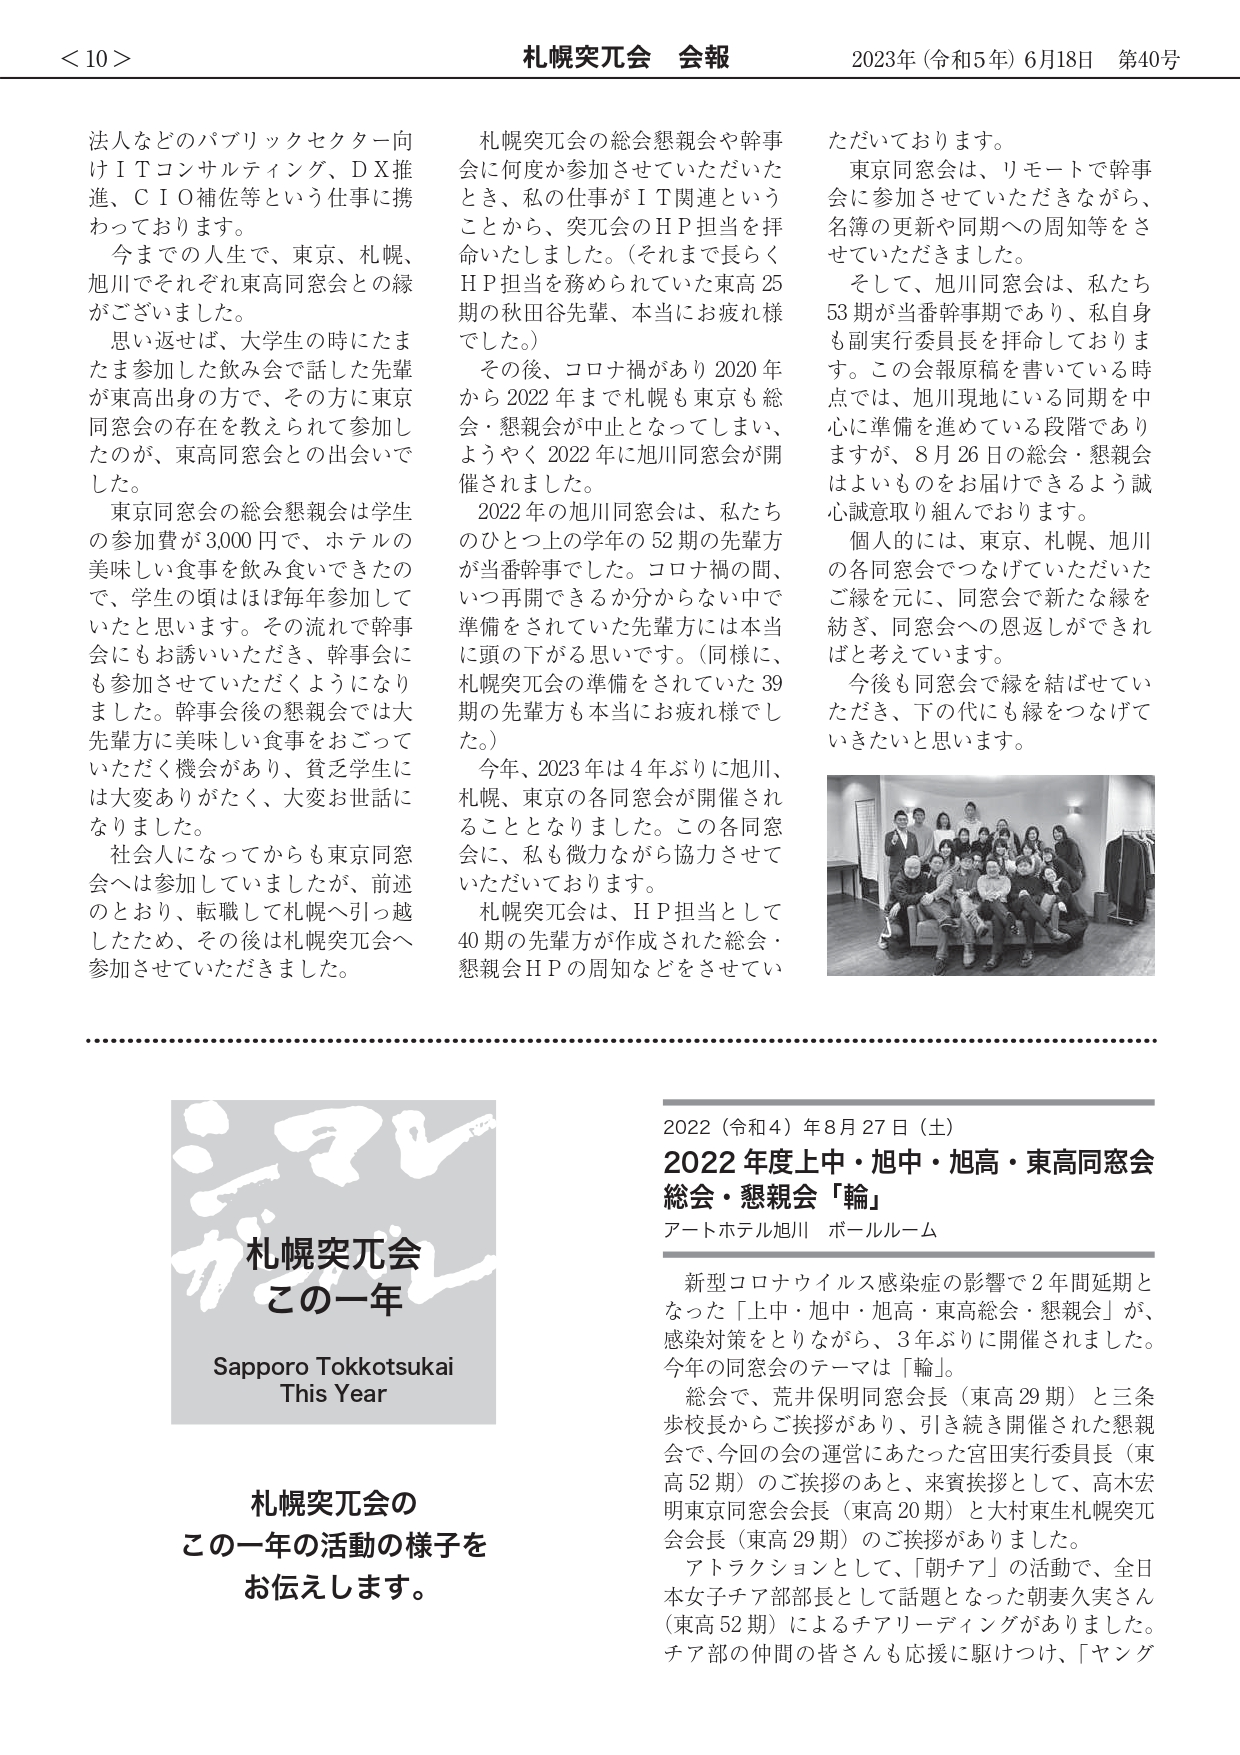 ＜10＞
札幌突兀会　会報
2023年（令和５年）６月18日　第40号
法人などのパブリックセクター向
けＩＴコンサルティング、ＤＸ推
進、ＣＩＯ補佐等という仕事に携
わっております。
　今までの人生で、東京、札幌、
旭川でそれぞれ東高同窓会との縁
がございました。
　思い返せば、大学生の時にたま
たま参加した飲み会で話した先輩
が東高出身の方で、その方に東京
同窓会の存在を教えられて参加し
たのが、東高同窓会との出会いで
した。
　東京同窓会の総会懇親会は学生
の参加費が3,000円で、ホテルの
美味しい食事を飲み食いできたの
で、学生の頃はほぼ毎年参加して
いたと思います。その流れで幹事
会にもお誘いいただき、幹事会に
も参加させていただくようになり
ました。幹事会後の懇親会では大
先輩方に美味しい食事をおごって
いただく機会があり、貧乏学生に
は大変ありがたく、大変お世話に
なりました。
　社会人になってからも東京同窓
会へは参加していましたが、前述
のとおり、転職して札幌へ引っ越
したため、その後は札幌突兀会へ
参加させていただきました。
　札幌突兀会の総会懇親会や幹事
会に何度か参加させていただいた
とき、私の仕事がＩＴ関連という
ことから、突兀会のＨＰ担当を拝
命いたしました。（それまで長らく
ＨＰ担当を務められていた東高25
期の秋田谷先輩、本当にお疲れ様
でした。）
　その後、コロナ禍があり2020年
から2022年まで札幌も東京も総
会・懇親会が中止となってしまい、
ようやく2022年に旭川同窓会が開
催されました。
　2022年の旭川同窓会は、私たち
のひとつ上の学年の52期の先輩方
が当番幹事でした。コロナ禍の間、
いつ再開できるか分からない中で
準備をされていた先輩方には本当
に頭の下がる思いです。（同様に、
札幌突兀会の準備をされていた39
期の先輩方も本当にお疲れ様でし
た。）
　今年、2023年は４年ぶりに旭川、
札幌、東京の各同窓会が開催され
ることとなりました。この各同窓
会に、私も微力ながら協力させて
いただいております。
　札幌突兀会は、ＨＰ担当として
40期の先輩方が作成された総会・
懇親会ＨＰの周知などをさせてい
ただいております。
　東京同窓会は、リモートで幹事
会に参加させていただきながら、
名簿の更新や同期への周知等をさ
せていただきました。
　そして、旭川同窓会は、私たち
53期が当番幹事期であり、私自身
も副実行委員長を拝命しておりま
す。この会報原稿を書いている時
点では、旭川現地にいる同期を中
心に準備を進めている段階であり
ますが、８月26日の総会・懇親会
はよいものをお届けできるよう誠
心誠意取り組んでおります。
　個人的には、東京、札幌、旭川
の各同窓会でつなげていただいた
ご縁を元に、同窓会で新たな縁を
紡ぎ、同窓会への恩返しができれ
ばと考えています。
　今後も同窓会で縁を結ばせてい
ただき、下の代にも縁をつなげて
いきたいと思います。
シマレ
ガンバレ
札幌突兀会
この一年
Sapporo Tokkotsukai
This Year
札幌突兀会の
この一年の活動の様子を
お伝えします。
2022（令和４）年８月27日（土）
2022年度上中・旭中・旭高・東高同窓会
総会・懇親会「輪」
アートホテル旭川　ボールルーム
　新型コロナウイルス感染症の影響で２年間延期と
なった「上中・旭中・旭高・東高総会・懇親会」が、
感染対策をとりながら、３年ぶりに開催されました。
今年の同窓会のテーマは「輪」。
　総会で、荒井保明同窓会長（東高29期）と三条
歩校長からご挨拶があり、引き続き開催された懇親
会で、今回の会の運営にあたった宮田実行委員長（東
高52期）のご挨拶のあと、来賓挨拶として、高木宏
明東京同窓会会長（東高20期）と大村東生札幌突兀
会会長（東高29期）のご挨拶がありました。
　アトラクションとして、「朝チア」の活動で、全日
本女子チア部部長として話題となった朝妻久実さん
（東高52期）によるチアリーディングがありました。
チア部の仲間の皆さんも応援に駆けつけ、「ヤング